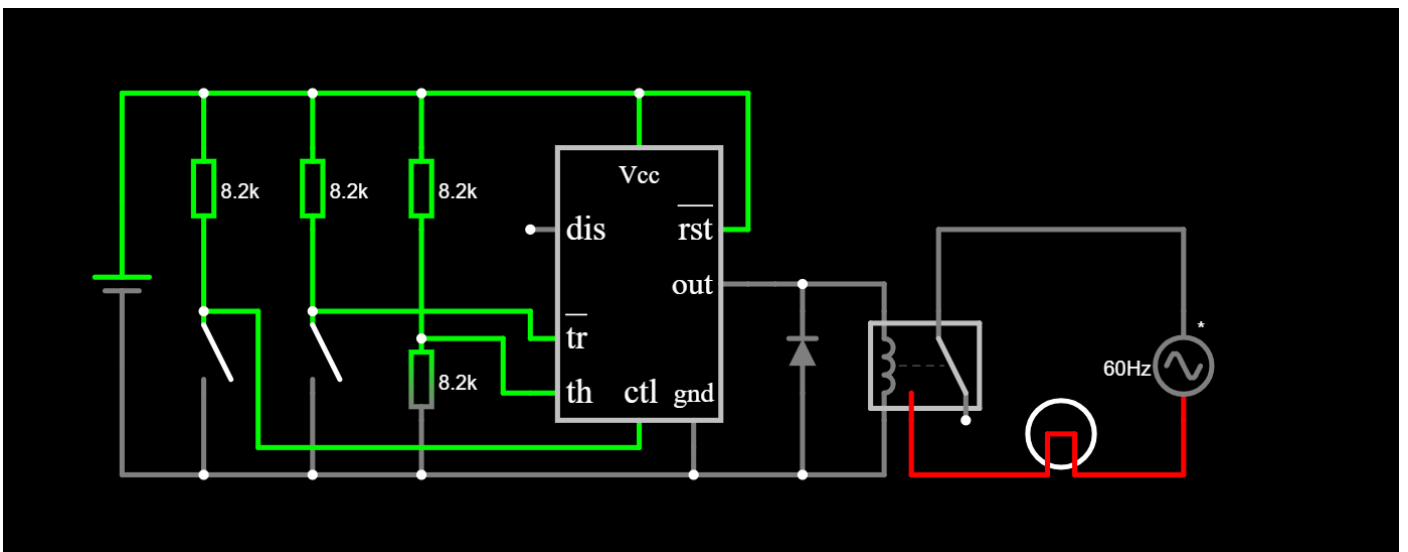 8.2k
8.2k
8.2k
Vcc
dis
rst
out
tr
8.2k
th
ctl
gnd
60Hz
*